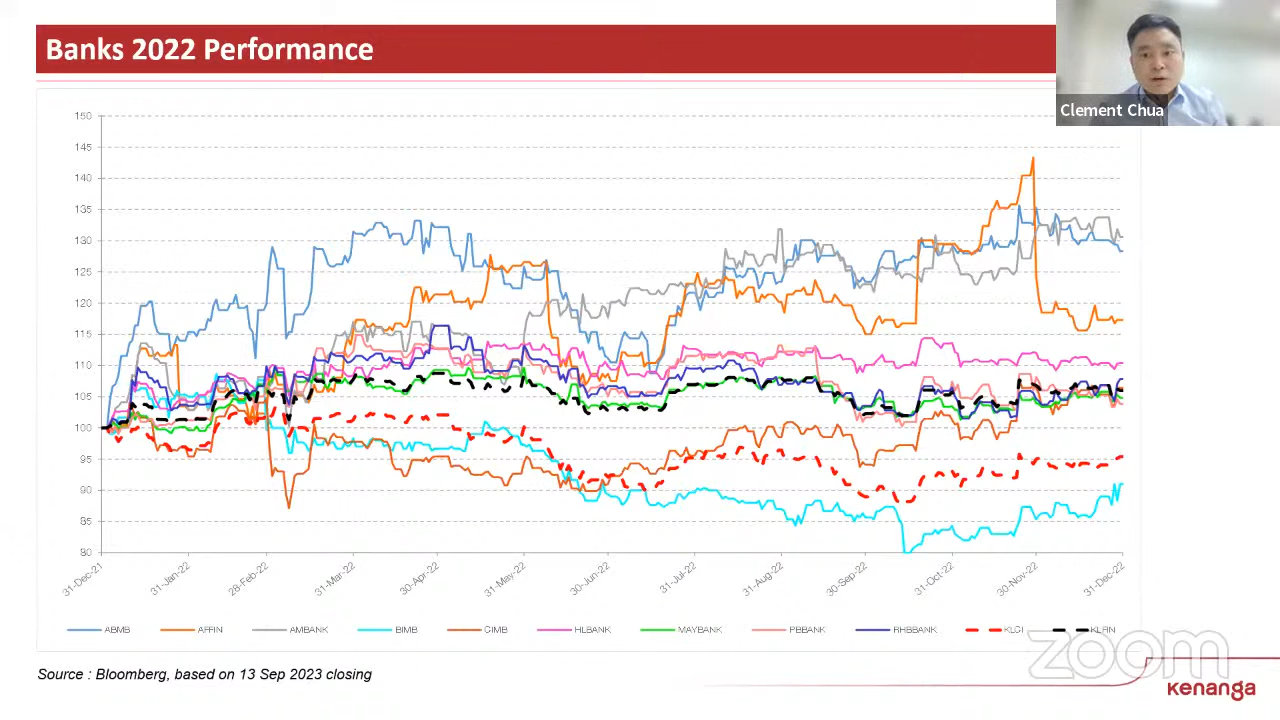 Banks 2022 Performance
Clement Chua
150
145
140
135
130
125
120
115
110
105
100
95
90
85
80
31-Dec-21
31-Jan-22
28-Feb-22
31-Mar-22
30-Apr-22
31-May-22
30-Jun-22
31-Jul-22
31-Aug-22
30-Sep-22
31-Oct-22
30-Nov-22
31-Dec-22
ABMB AFFIN AMBANK BIMB CIMB HLBANK MAYBANK PBBANK RHBBANK KLCI KLFIN
zoom
Source : Bloomberg, based on 13 Sep 2023 closing
kenanga